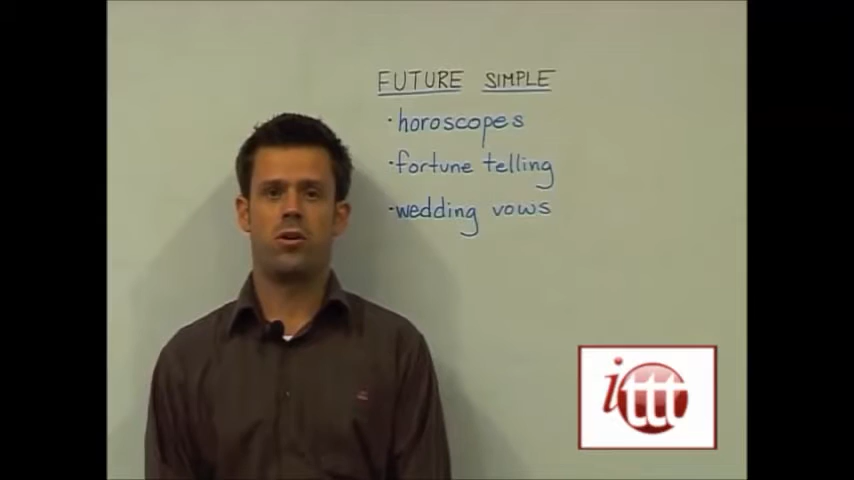 FUTURE SIMPLE
·horoscopes
·fortune telling
·wedding vows
ittt